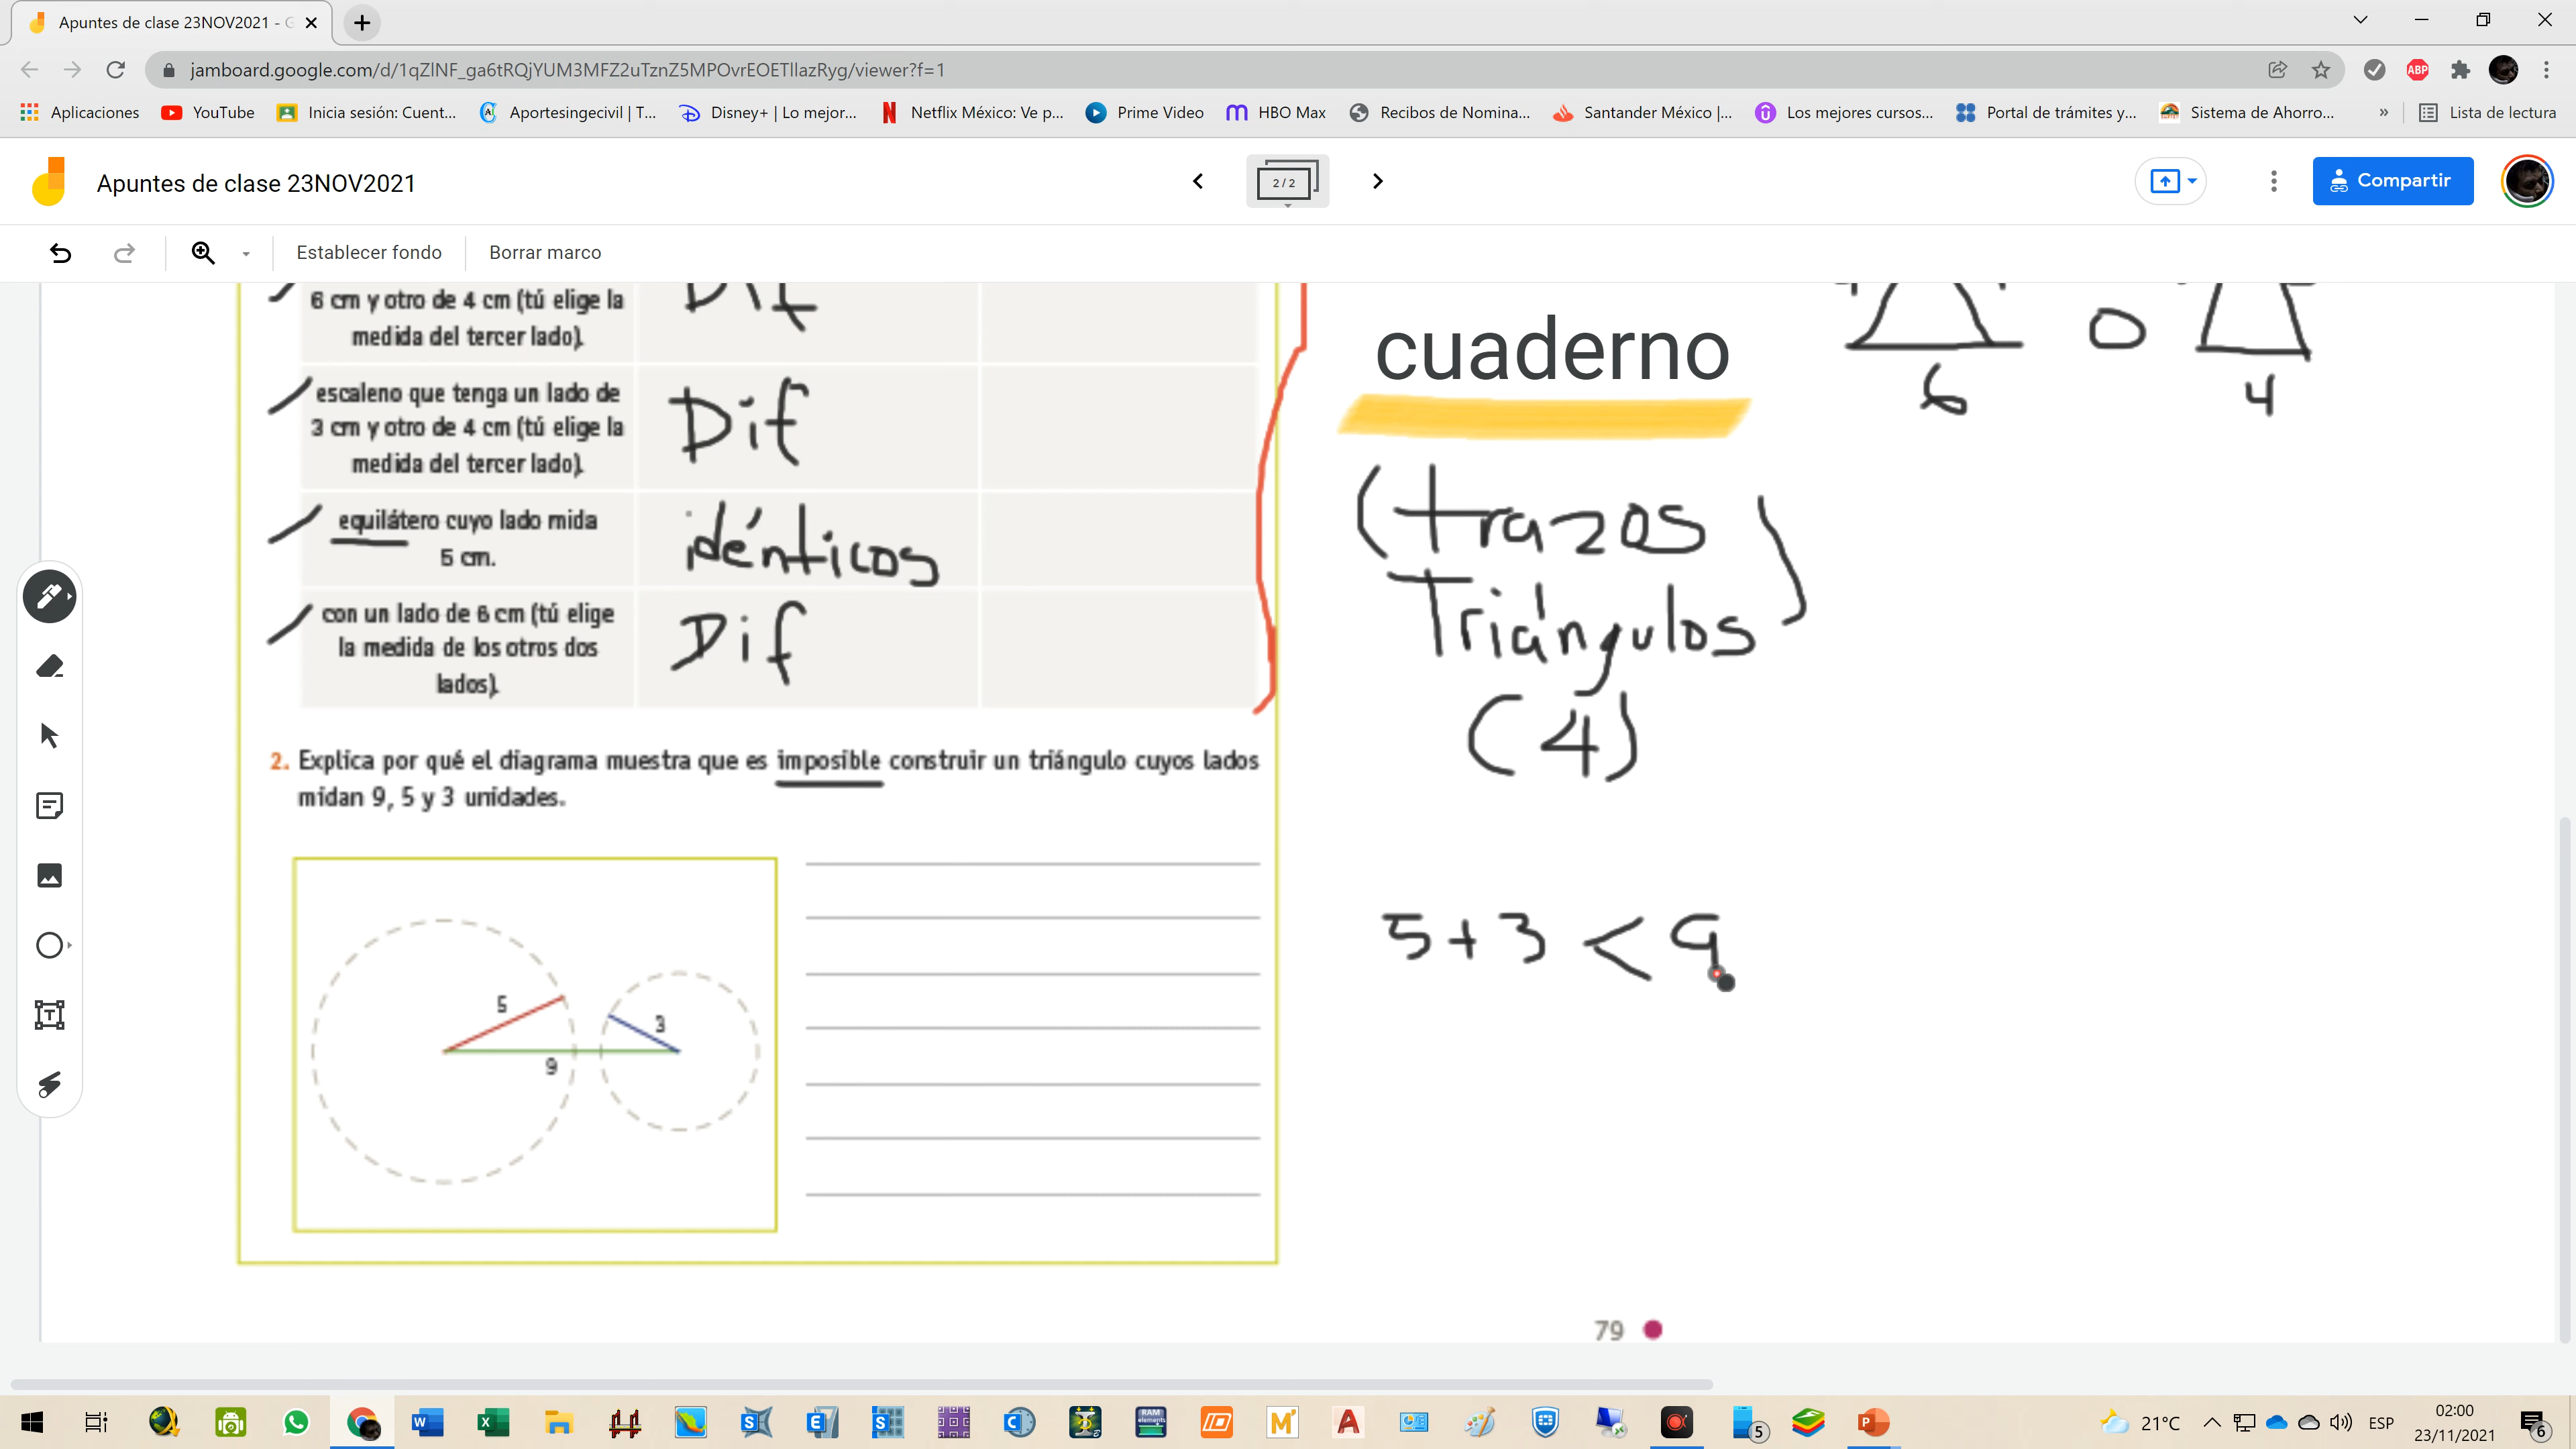 Apuntes de clase 23NOV2021 - G
jamboard.google.com/d/1qZlNF_ga6tRQjYUM3MFZ2uTznZ5MPOvrEOETllazRyg/viewer?f=1
ABP
Aplicaciones
YouTube
Inicia sesión: Cuent...
Aportesingecivil | T...
Disney+ | Lo mejor...
Netflix México: Ve p...
Prime Video
HBO Max
Recibos de Nomina...
Santander México |...
Los mejores cursos...
Portal de trámites y...
Sistema de Ahorro...
»
Lista de lectura
Apuntes de clase 23NOV2021
2 / 2
Compartir
Establecer fondo
Borrar marco
6 cm y otro de 4 cm (tú elige la
medida del tercer lado).
Dif
escaleno que tenga un lado de
3 cm y otro de 4 cm (tú elige la
medida del tercer lado).
Dif
equilátero cuyo lado mida
5 cm.
idénticos
con un lado de 6 cm (tú elige
la medida de los otros dos
lados).
Dif
2. Explica por qué el diagrama muestra que es imposible construir un triángulo cuyos lados
midan 9, 5 y 3 unidades.
5
3
9
cuaderno
6
o
4
(trazos
Triángulos)
(4)
5+3 < 9
79
21°C
ESP
02:00
23/11/2021
5
6